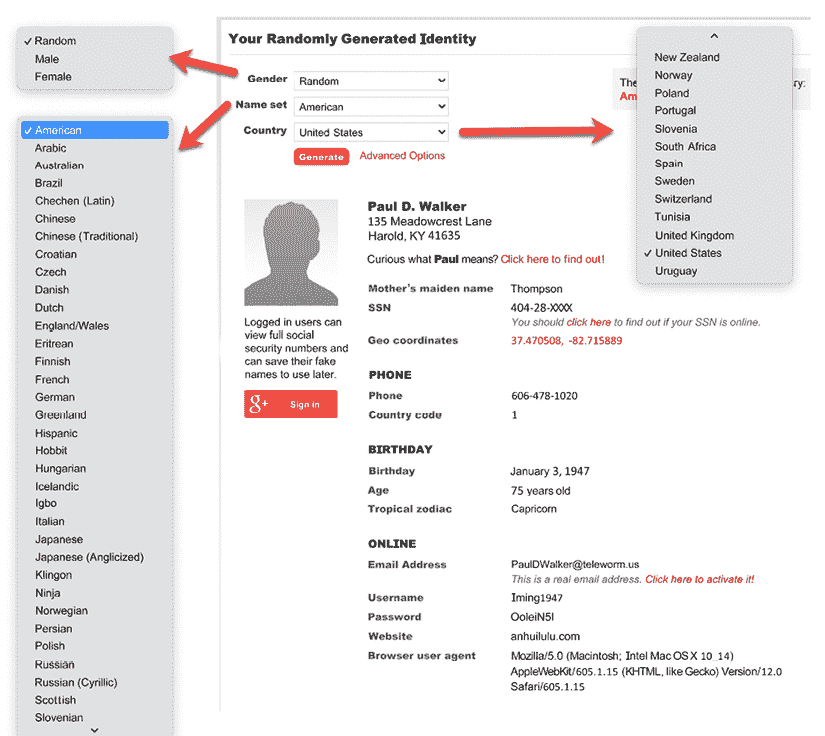 ✓ Random
Male
Female
✓ American
Arabic
Australian
Brazil
Chechen (Latin)
Chinese
Chinese (Traditional)
Croatian
Czech
Danish
Dutch
England/Wales
Eritrean
Finnish
French
German
Greenland
Hispanic
Hobbit
Hungarian
Icelandic
Igbo
Italian
Japanese
Japanese (Anglicized)
Klingon
Ninja
Norwegian
Persian
Polish
Russian
Russian (Cyrillic)
Scottish
Slovenian
Your Randomly Generated Identity
Gender Random
Name set American
Country United States
Generate Advanced Options
New Zealand
Norway
Poland
Portugal
Slovenia
South Africa
Spain
Sweden
Switzerland
Tunisia
United Kingdom
✓ United States
Uruguay
Logged in users can
view full social
security numbers and
can save their fake
names to use later.
g+ Sign in
Paul D. Walker
135 Meadowcrest Lane
Harold, KY 41635
Curious what Paul means? Click here to find out!
Mother's maiden name Thompson
SSN 404-28-XXXX
You should click here to find out if your SSN is online.
Geo coordinates 37.470508, -82.715889
PHONE
Phone 606-478-1020
Country code 1
BIRTHDAY
Birthday January 3, 1947
Age 75 years old
Tropical zodiac Capricorn
ONLINE
Email Address PaulDWalker@teleworm.us
This is a real email address. Click here to activate it!
Username Iming1947
Password OoleiN5l
Website anhuilulu.com
Browser user agent Mozilla/5.0 (Macintosh; Intel Mac OS X 10_14)
AppleWebKit/605.1.15 (KHTML, like Gecko) Version/12.0
Safari/605.1.15